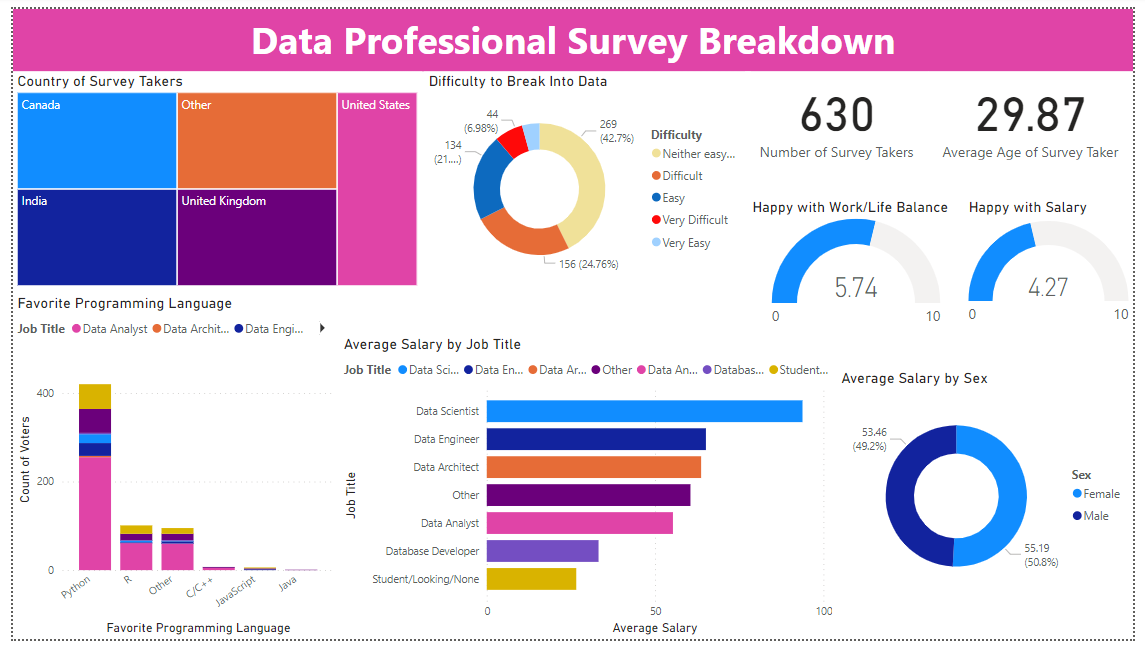 Data Professional Survey Breakdown
Country of Survey Takers
Canada
Other
United States
India
United Kingdom
Difficulty to Break Into Data
44
(6.98%)
134
(21....)
269
(42.7%)
156 (24.76%)
Difficulty
Neither easy...
Difficult
Easy
Very Difficult
Very Easy
630
Number of Survey Takers
29.87
Average Age of Survey Taker
Happy with Work/Life Balance
5.74
0
10
Happy with Salary
4.27
0
10
Favorite Programming Language
Job Title Data Analyst Data Archit... Data Engi...
Count of Voters
400
200
0
Python
R
Other
C/C++
JavaScript
Java
Favorite Programming Language
Average Salary by Job Title
Job Title Data Sci... Data En... Data Ar... Other Data An... Databas... Student...
Job Title
Data Scientist
Data Engineer
Data Architect
Other
Data Analyst
Database Developer
Student/Looking/None
0
50
100
Average Salary
Average Salary by Sex
53.46
(49.2%)
55.19
(50.8%)
Sex
Female
Male